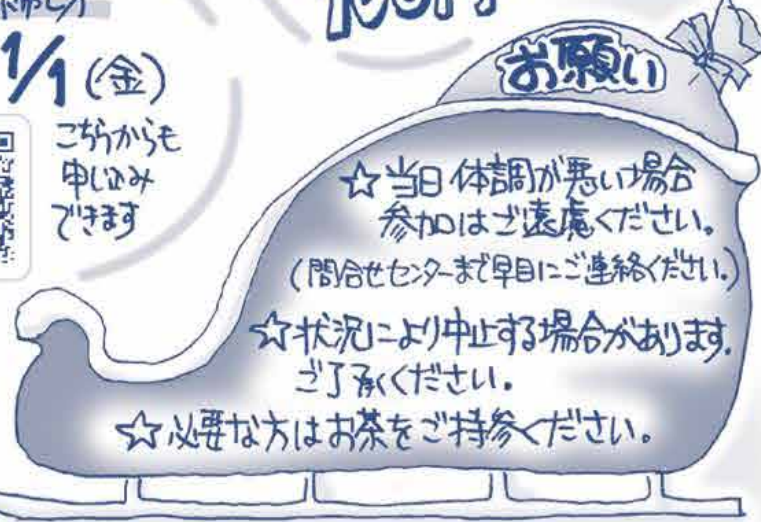 1/1(金)
こちらからも
申し込み
できます
お願い
☆当日体調が悪い場合
参加はご遠慮ください。
(問合せセンターまで早目にご連絡ください。)
☆状況により中止する場合があります。
ご了承ください。
☆必要な方はお茶をご持参ください。